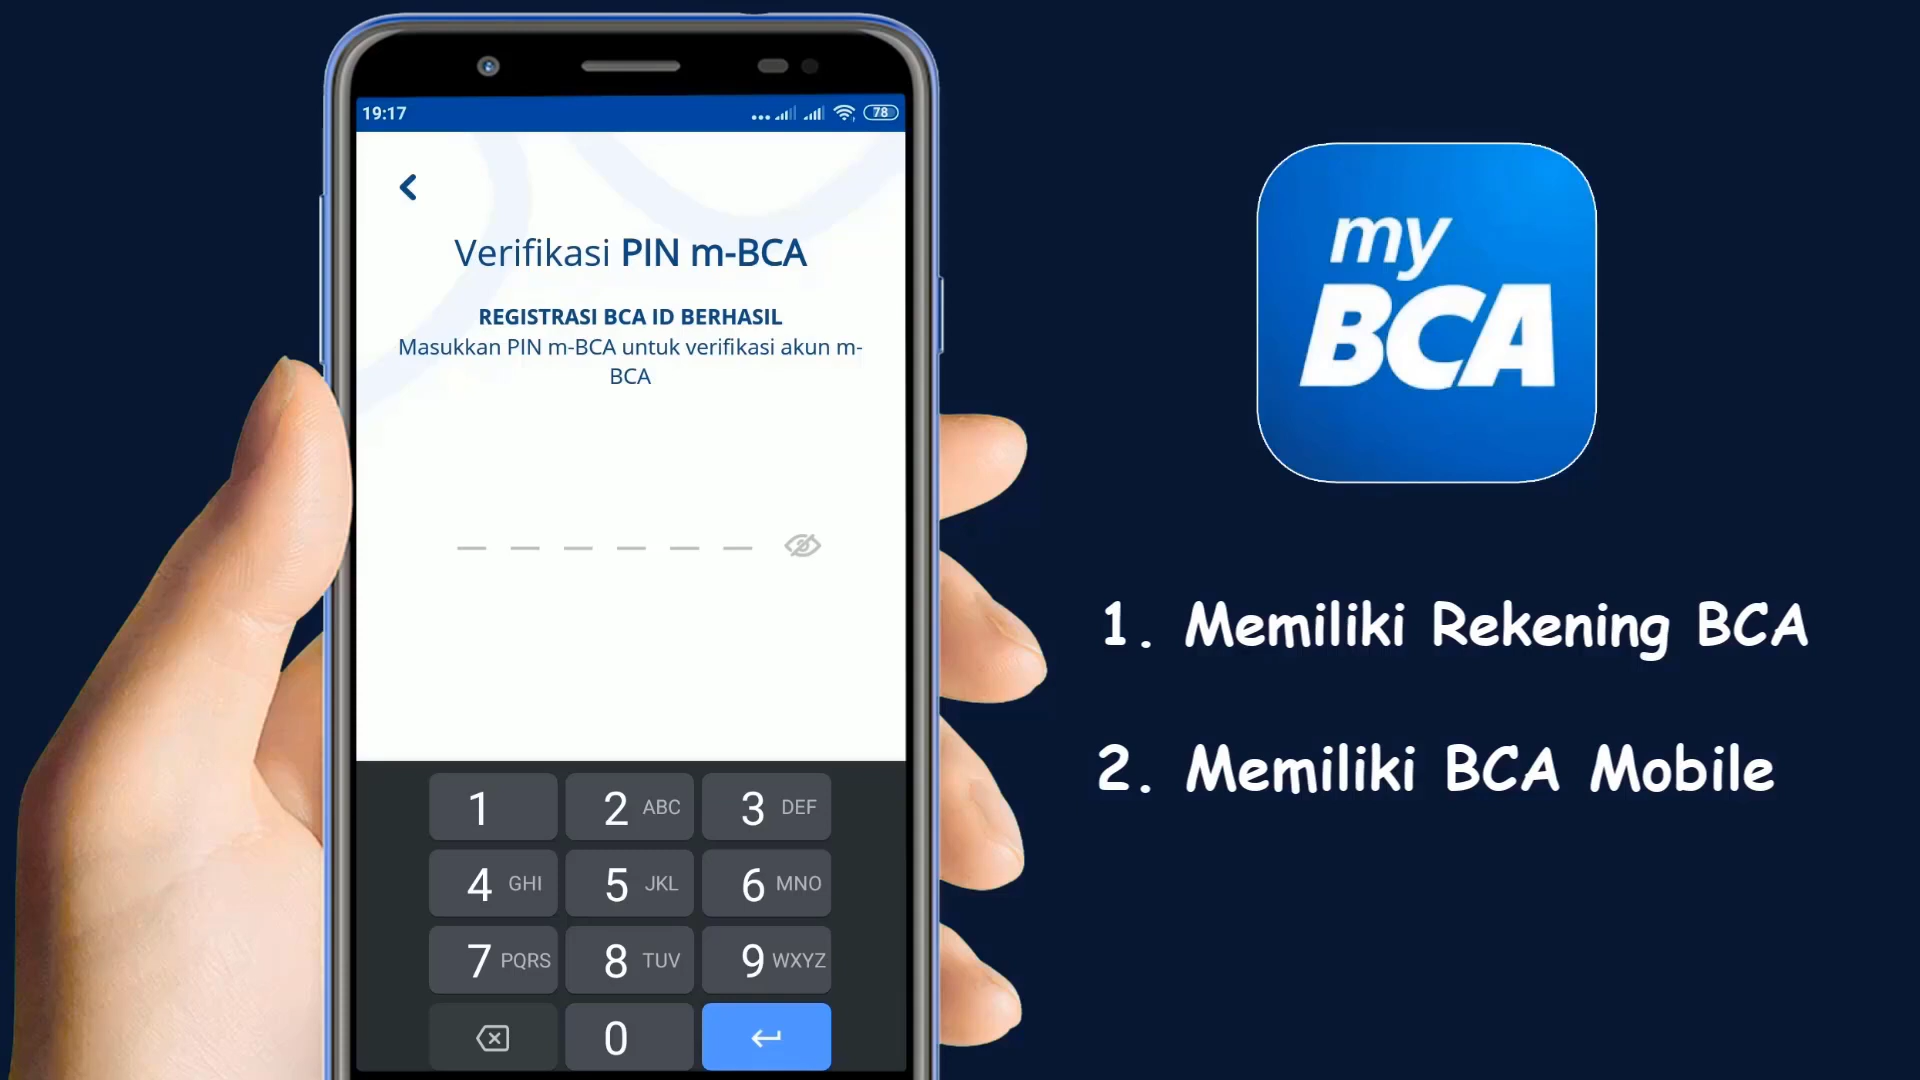 19:17
78
Verifikasi PIN m-BCA
REGISTRASI BCA ID BERHASIL
Masukkan PIN m-BCA untuk verifikasi akun m-
BCA
1
2 ABC
3 DEF
4 GHI
5 JKL
6 MNO
7 PQRS
8 TUV
9 WXYZ
0
my
BCA
1. Memiliki Rekening BCA
2. Memiliki BCA Mobile